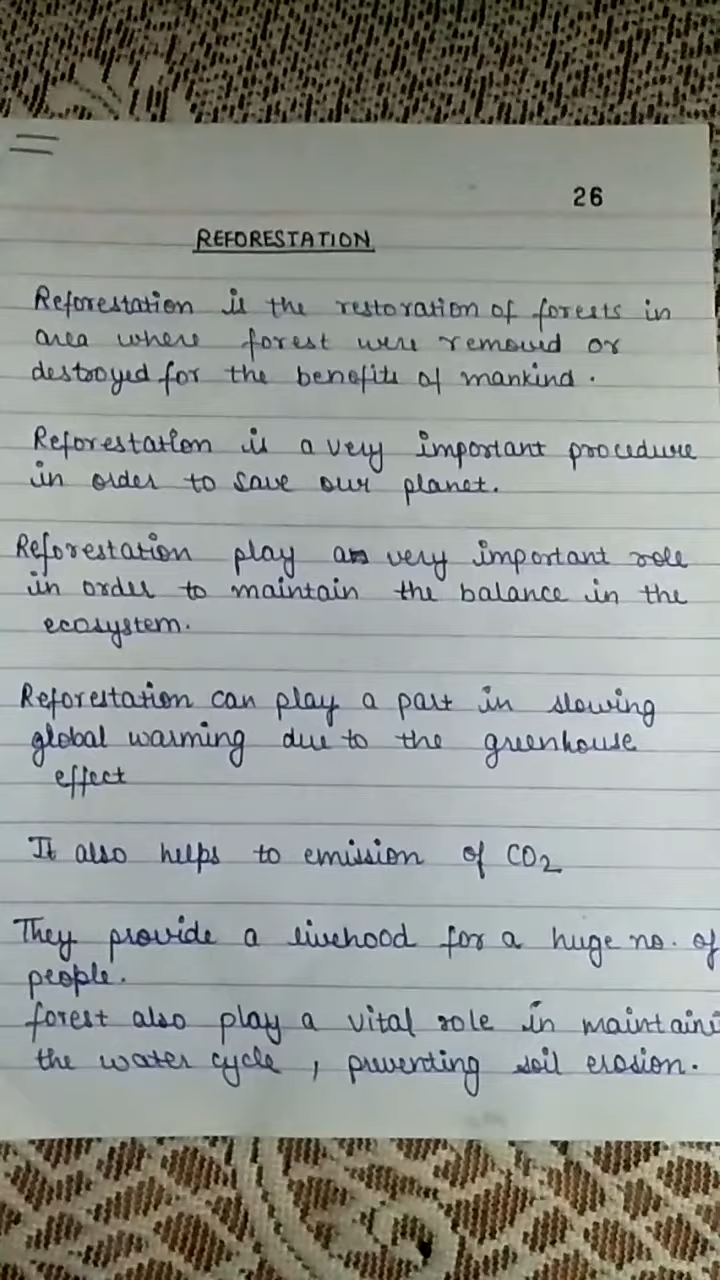 26
REFORESTATION
Reforestation is the restoration of forests in
area where forest were removed or
destroyed for the benefits of mankind.
Reforestation is a very important procedure
in order to save our planet.
Reforestation play a very important role
in order to maintain the balance in the
ecosystem.
Reforestation can play a part in slowing
global warming due to the greenhouse
effect
It also helps to emission of CO2
They provide a livehood for a huge no. of
people.
forest also play a vital role in maintaini
the water cycle, preventing soil erosion.